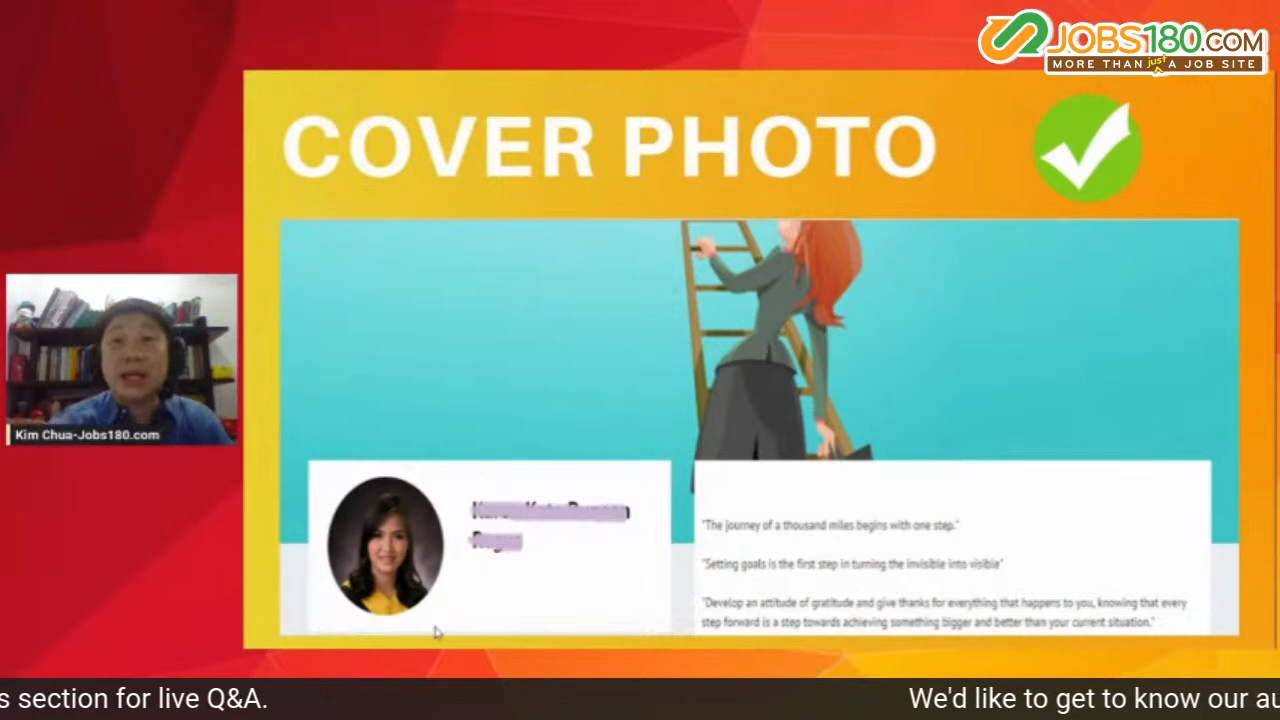 JOBS180.COM
MORE THAN just A JOB SITE
COVER PHOTO
Kim Chua-Jobs180.com
"The journey of a thousand miles begins with one step."
"Setting goals is the first step in turning the invisible into visible"
"Develop an attitude of gratitude and give thanks for everything that happens to you, knowing that every
step forward is a step towards achieving something bigger and better than your current situation."
s section for live Q&A.
We'd like to get to know our au